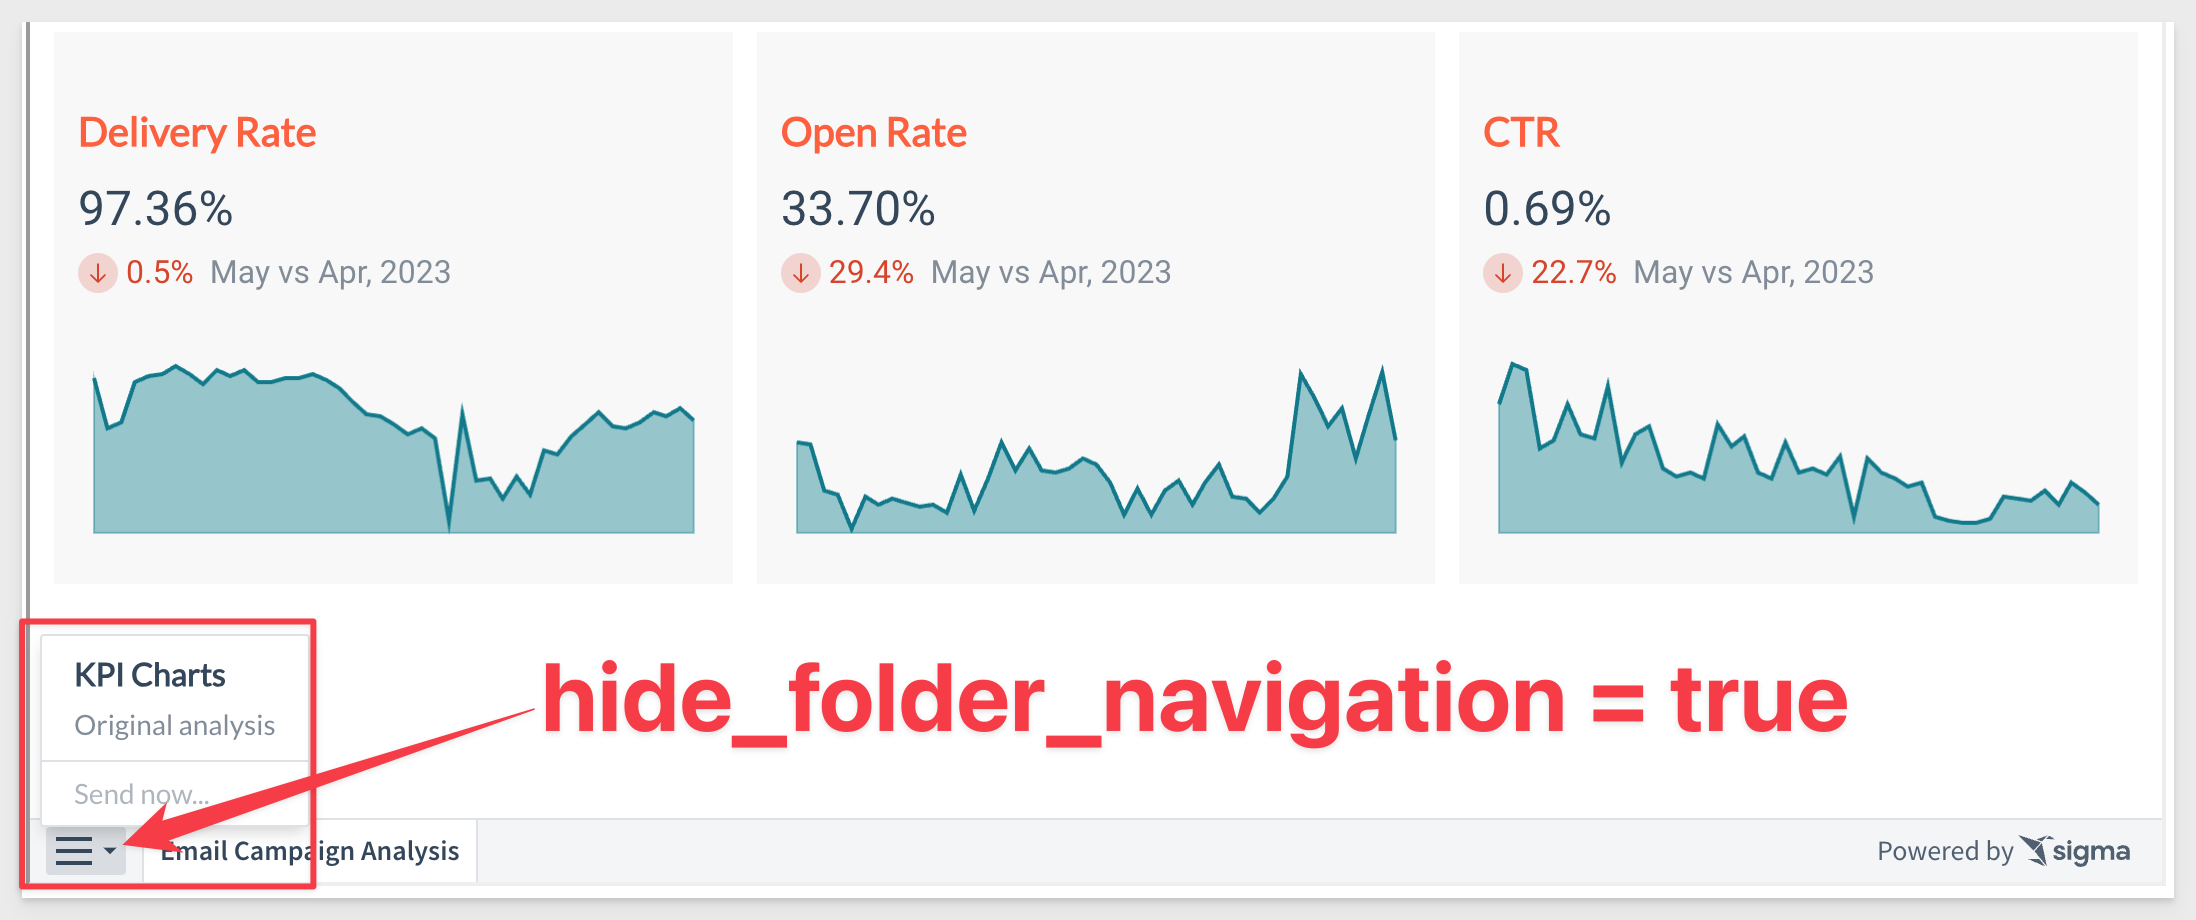 Delivery Rate
97.36%
0.5% May vs Apr, 2023
Open Rate
33.70%
29.4% May vs Apr, 2023
CTR
0.69%
22.7% May vs Apr, 2023
KPI Charts
Original analysis
Send now...
hide_folder_navigation = true
Email Campaign Analysis
Powered by sigma